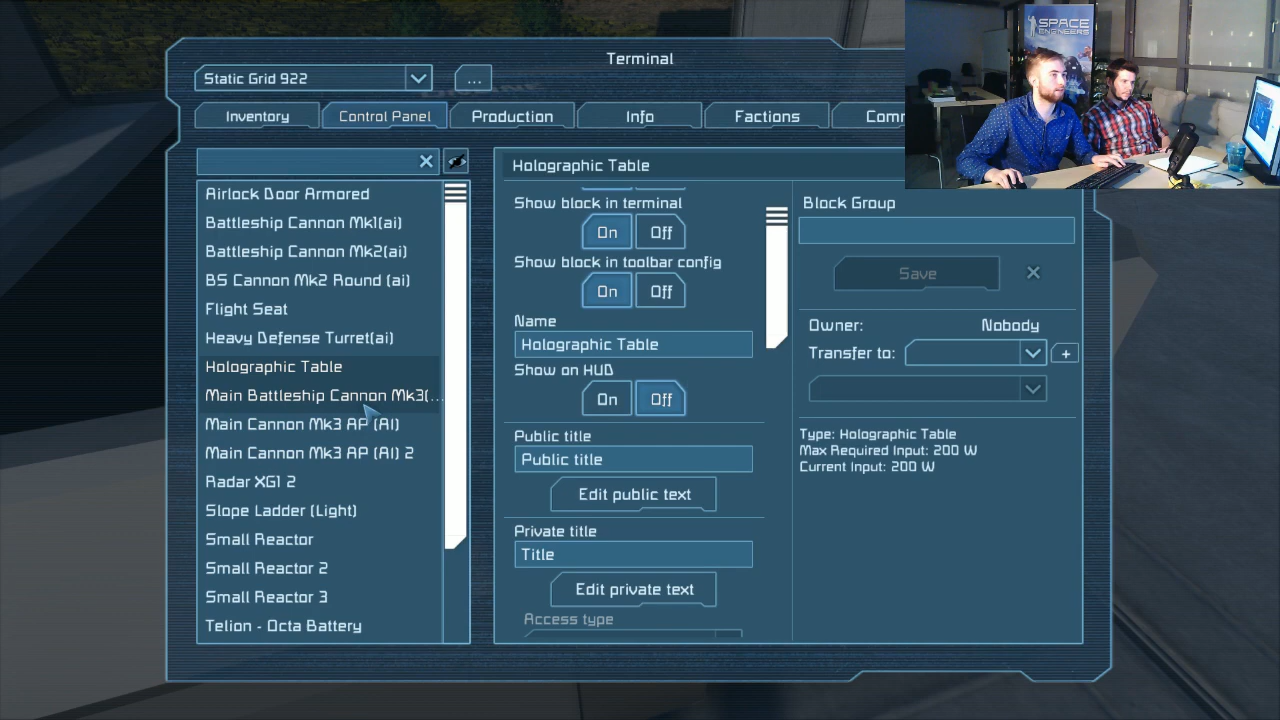 Terminal
SPACE
ENGINEERS
Static Grid 922
...
Inventory
Control Panel
Production
Info
Factions
Comm
Airlock Door Armored
Battleship Cannon Mk1(ai)
Battleship Cannon Mk2(ai)
BS Cannon Mk2 Round (ai)
Flight Seat
Heavy Defense Turret(ai)
Holographic Table
Main Battleship Cannon Mk3(...
Main Cannon Mk3 AP (AI)
Main Cannon Mk3 AP (AI) 2
Radar XG1 2
Slope Ladder (Light)
Small Reactor
Small Reactor 2
Small Reactor 3
Telion - Octa Battery
Holographic Table
Show block in terminal
On Off
Show block in toolbar config
On Off
Name
Holographic Table
Show on HUD
On Off
Public title
Public title
Edit public text
Private title
Title
Edit private text
Access type
Block Group
Save
Owner: Nobody
Transfer to:
+
Type: Holographic Table
Max Required Input: 200 W
Current Input: 200 W